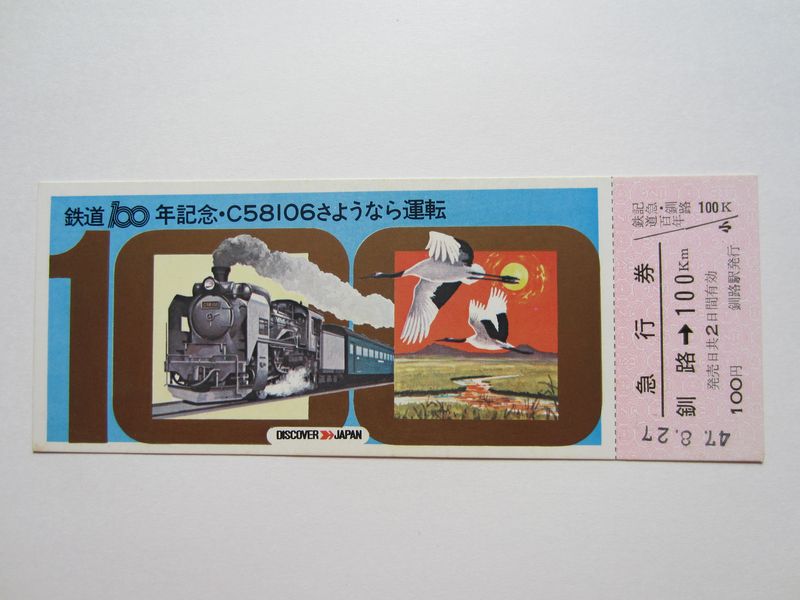 鉄道100年記念・C58106さようなら運転
100
DISCOVER JAPAN
記急・釧路
鉄道百年
100K
小
急行券
釧路➜100Km
発売日共2日間有効
100円 釧路駅発行
47.8.27